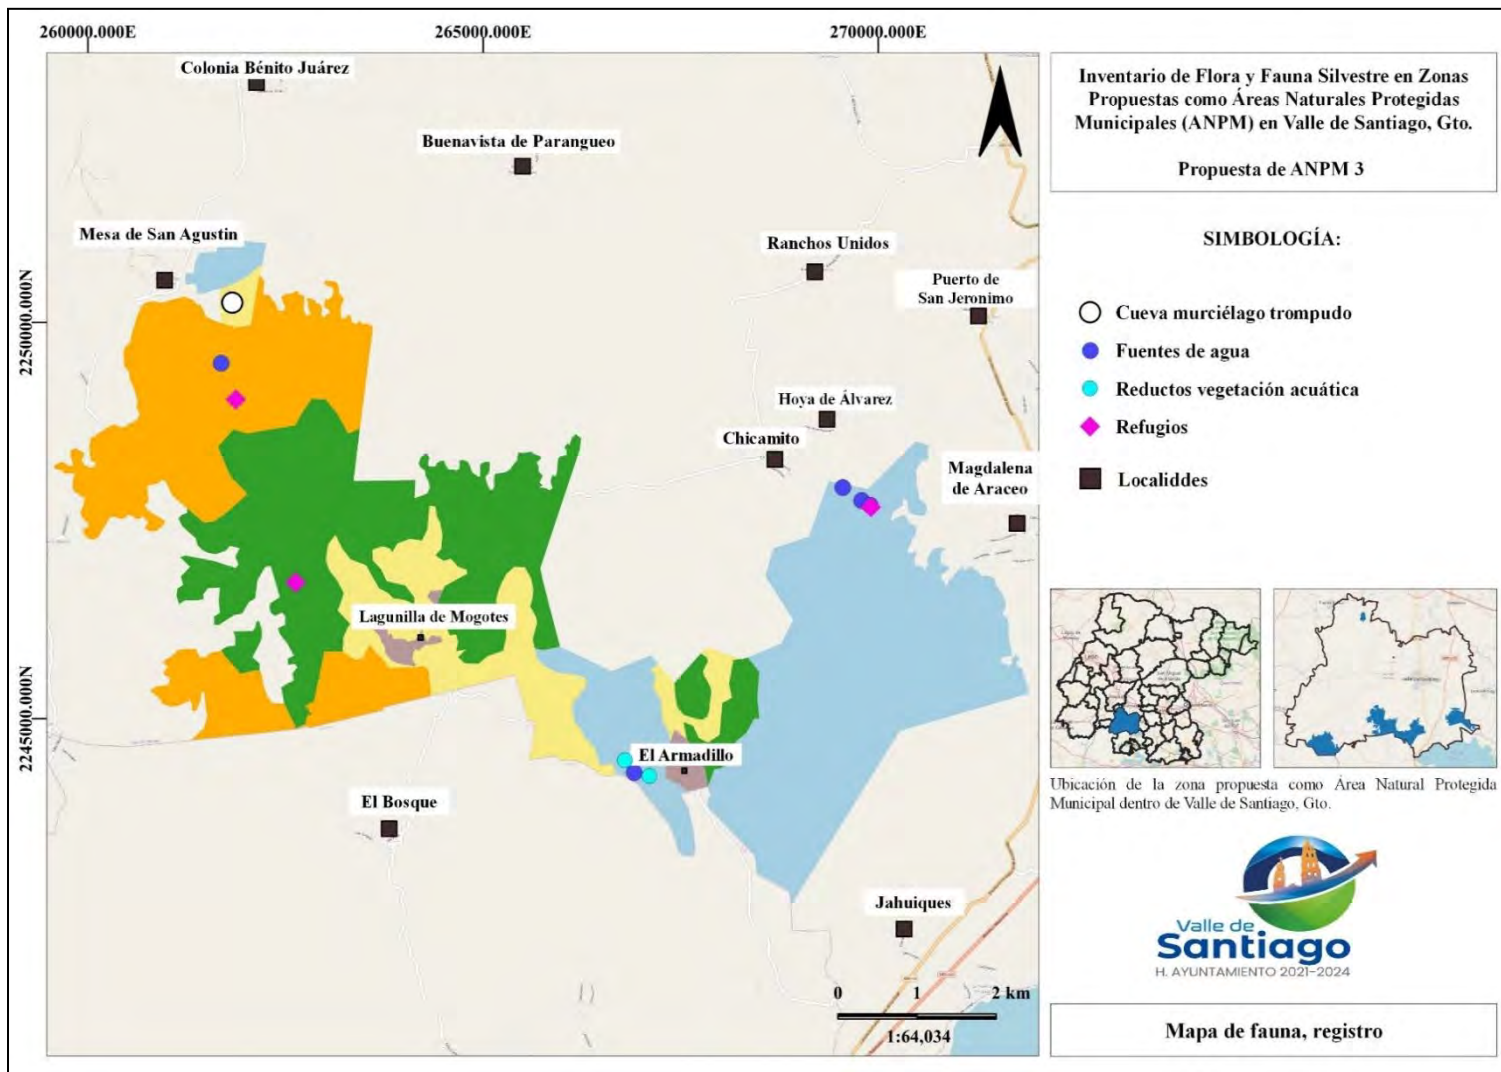 260000.000E
265000.000E
270000.000E
2250000.000N
2245000.000N
Colonia Bénito Juárez
Buenavista de Parangueo
Mesa de San Agustin
Ranchos Unidos
Puerto de
San Jeronimo
Hoya de Álvarez
Chicamito
Magdalena
de Araceo
Lagunilla de Mogotes
El Armadillo
El Bosque
Jahuiques
0 1 2 km
1:64,034
Inventario de Flora y Fauna Silvestre en Zonas
Propuestas como Áreas Naturales Protegidas
Municipales (ANPM) en Valle de Santiago, Gto.
Propuesta de ANPM 3
SIMBOLOGÍA:
Cueva murciélago trompudo
Fuentes de agua
Reductos vegetación acuática
Refugios
Localiddes
Ubicación de la zona propuesta como Área Natural Protegida
Municipal dentro de Valle de Santiago, Gto.
Valle de
Santiago
H. AYUNTAMIENTO 2021-2024
Mapa de fauna, registro